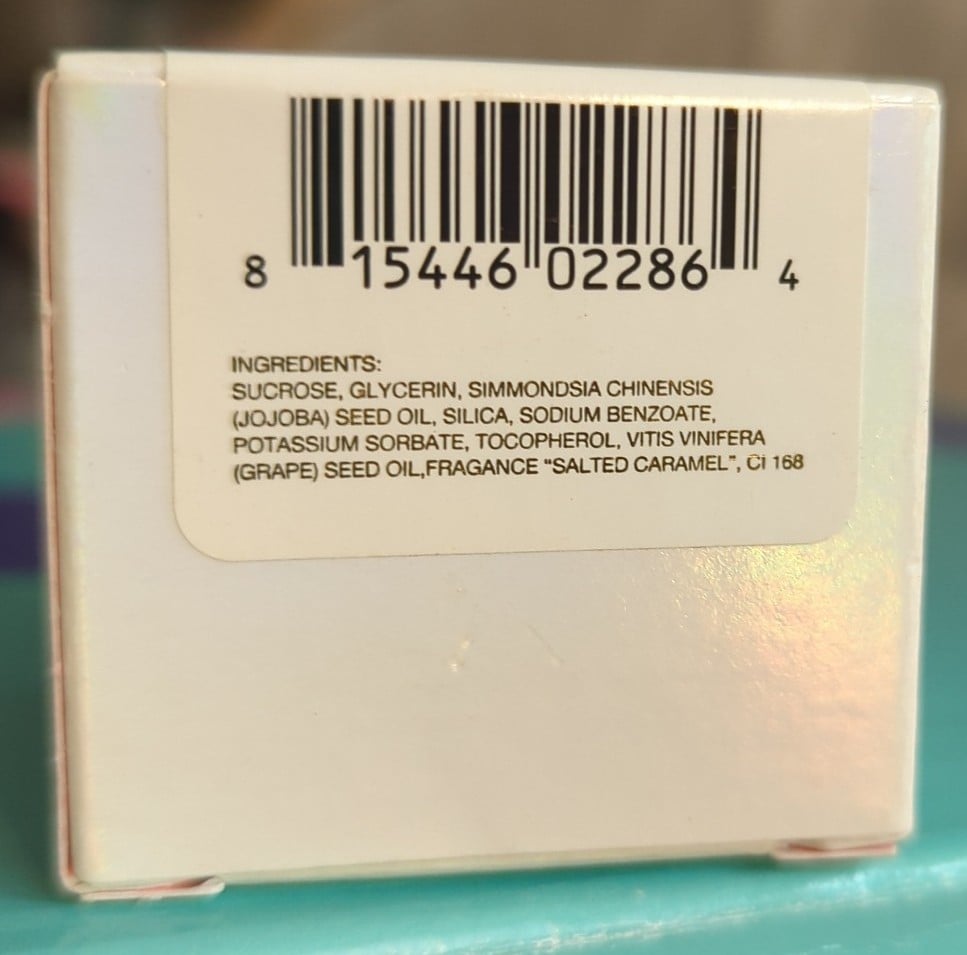 8 15446 02286 4
INGREDIENTS:
SUCROSE, GLYCERIN, SIMMONDSIA CHINENSIS
(JOJOBA) SEED OIL, SILICA, SODIUM BENZOATE,
POTASSIUM SORBATE, TOCOPHEROL, VITIS VINIFERA
(GRAPE) SEED OIL,FRAGANCE "SALTED CARAMEL", CI 168